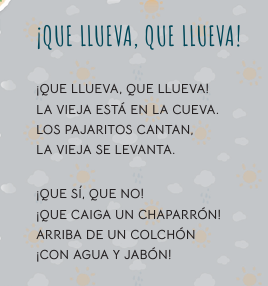 ¡QUE LLUEVA, QUE LLUEVA!
¡QUE LLUEVA, QUE LLUEVA!
LA VIEJA ESTÁ EN LA CUEVA.
LOS PAJARITOS CANTAN,
LA VIEJA SE LEVANTA.
¡QUE SÍ, QUE NO!
¡QUE CAIGA UN CHAPARRÓN!
ARRIBA DE UN COLCHÓN
¡CON AGUA Y JABÓN!